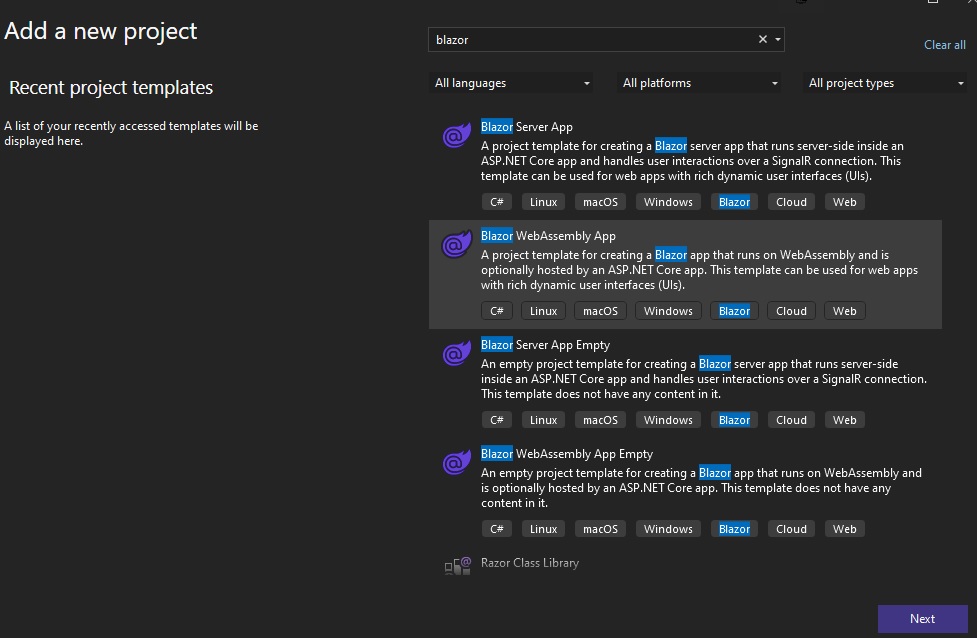 Add a new project
Recent project templates
A list of your recently accessed templates will be
displayed here.
blazor
Clear all
All languages
All platforms
All project types
Blazor Server App
A project template for creating a Blazor server app that runs server-side inside an
ASP.NET Core app and handles user interactions over a SignalR connection. This
template can be used for web apps with rich dynamic user interfaces (UIs).
C# Linux macOS Windows Blazor Cloud Web
Blazor WebAssembly App
A project template for creating a Blazor app that runs on WebAssembly and is
optionally hosted by an ASP.NET Core app. This template can be used for web apps
with rich dynamic user interfaces (UIs).
C# Linux macOS Windows Blazor Cloud Web
Blazor Server App Empty
An empty project template for creating a Blazor server app that runs server-side
inside an ASP.NET Core app and handles user interactions over a SignalR connection.
This template does not have any content in it.
C# Linux macOS Windows Blazor Cloud Web
Blazor WebAssembly App Empty
An empty project template for creating a Blazor app that runs on WebAssembly and
is optionally hosted by an ASP.NET Core app. This template does not have any
content in it.
C# Linux macOS Windows Blazor Cloud Web
Razor Class Library
Next